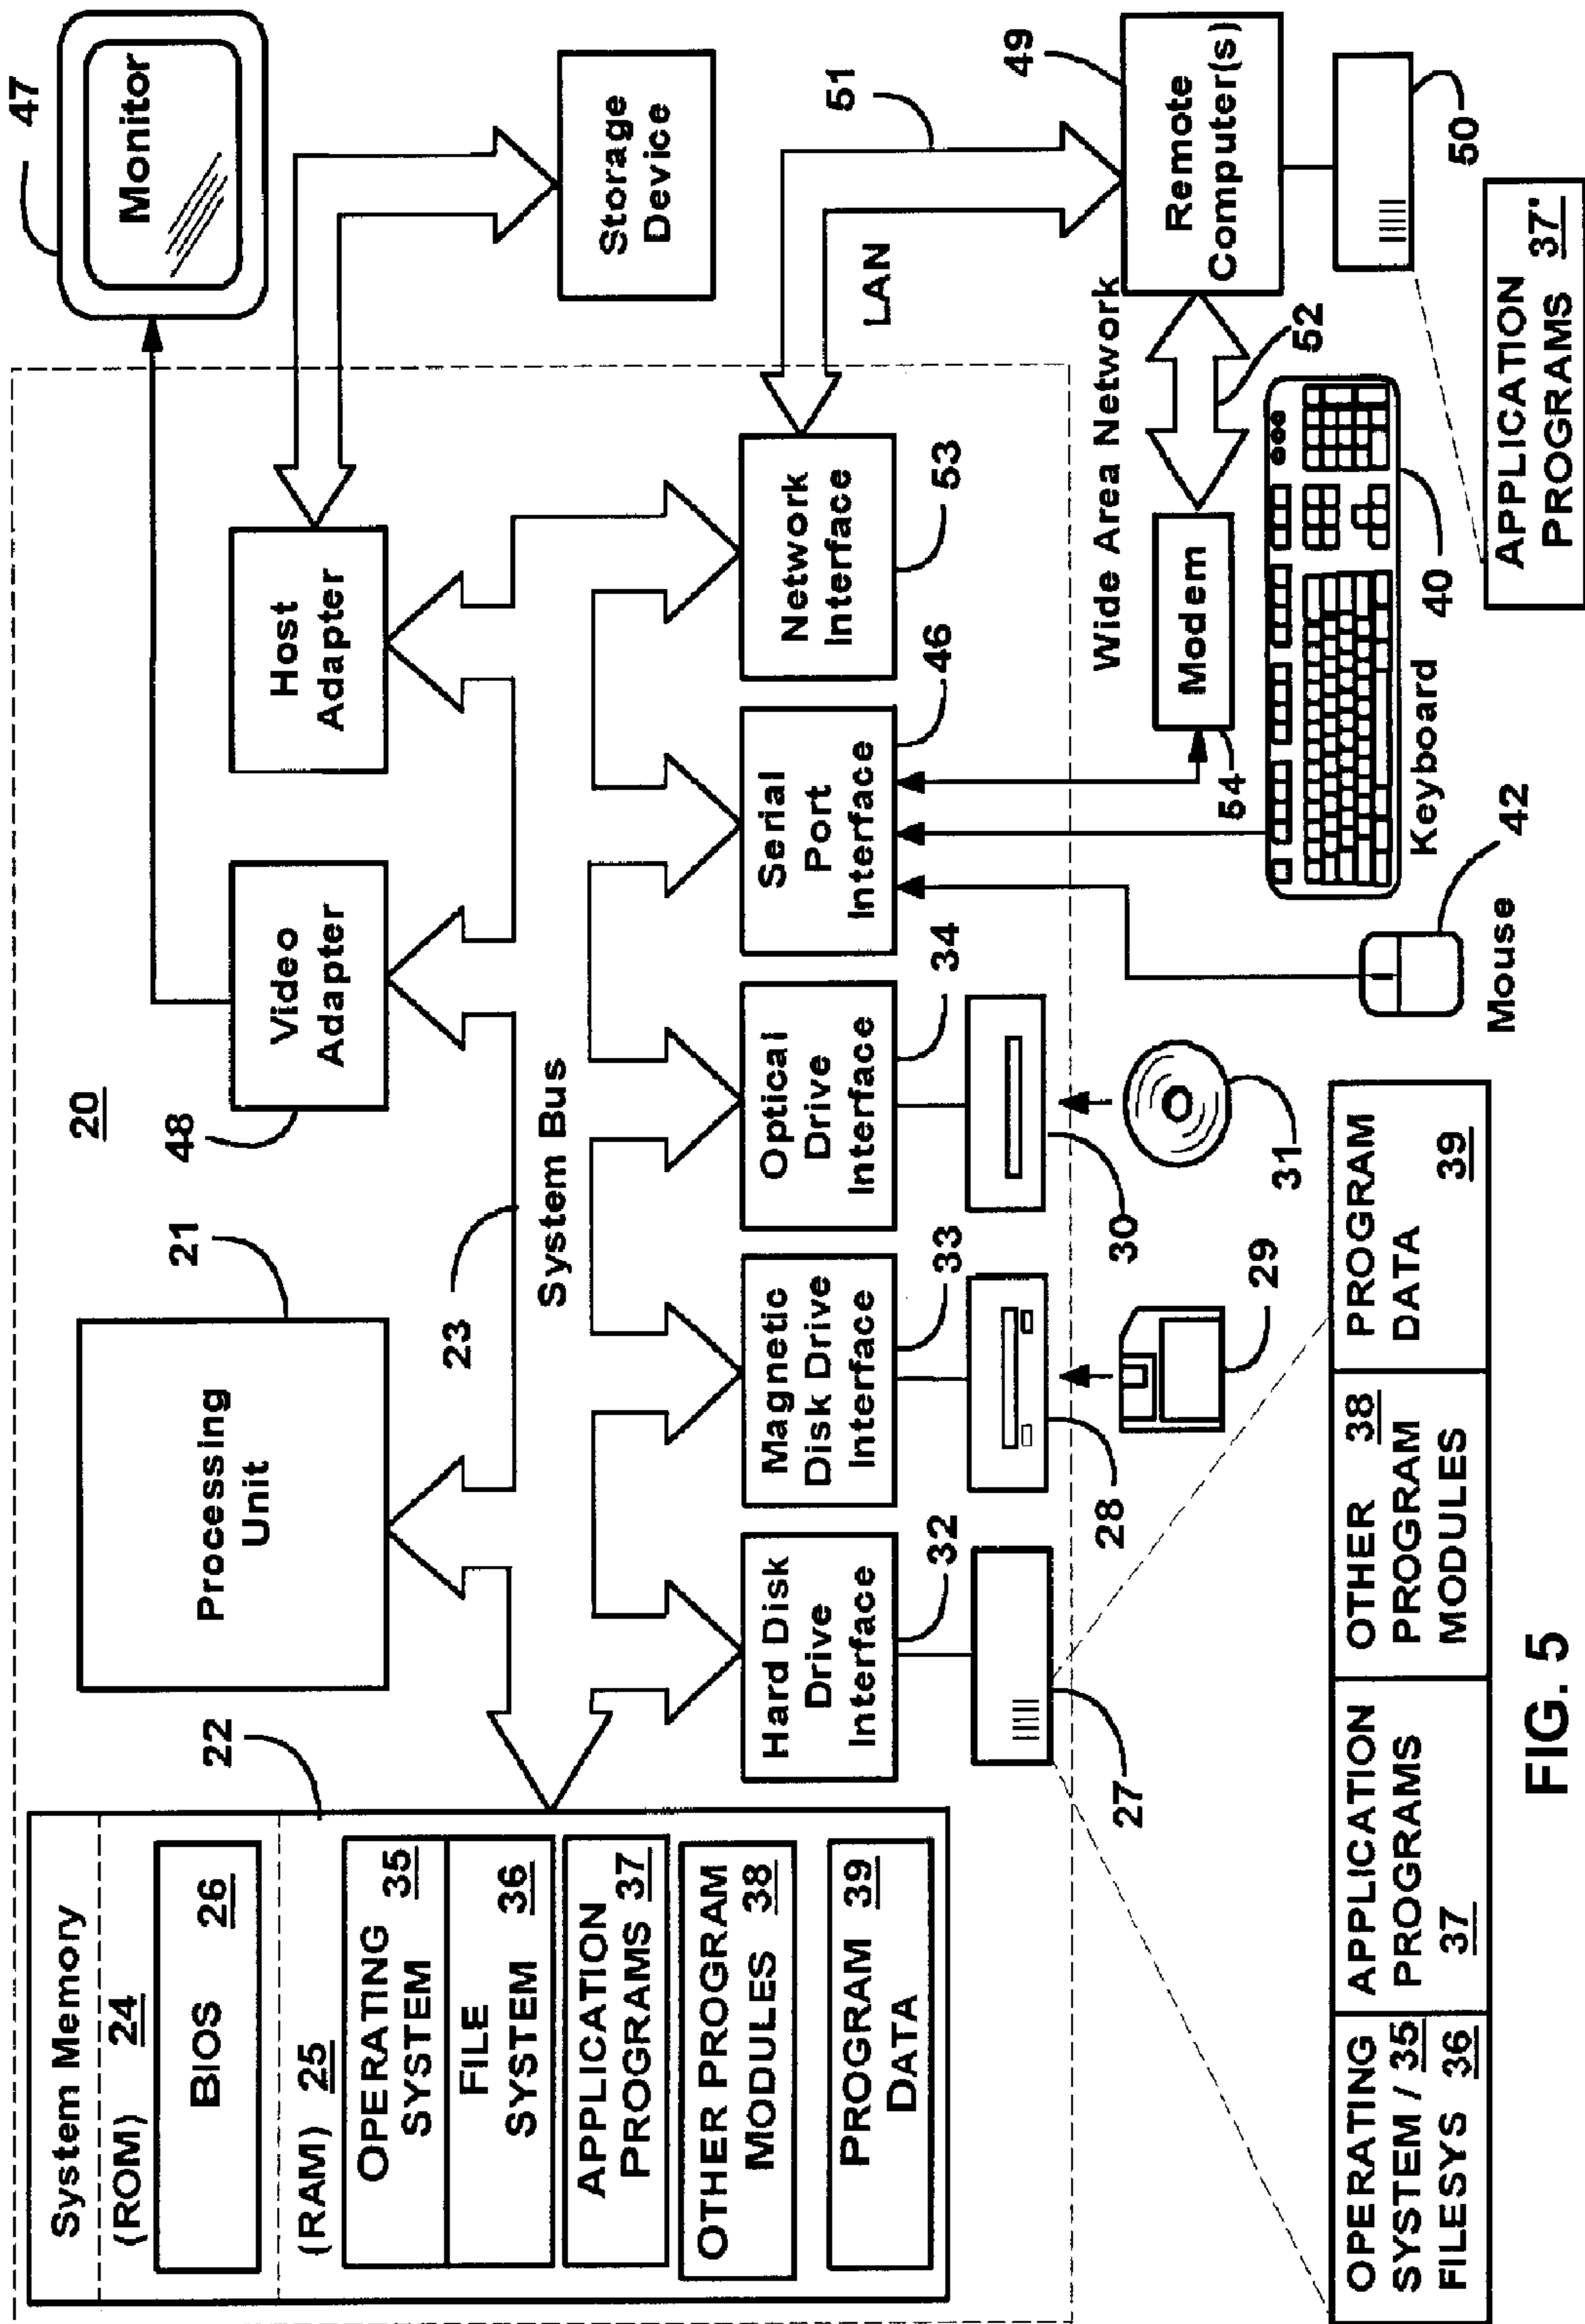 System Memory
(ROM) 24
BIOS 26
(RAM) 25
OPERATING 35
SYSTEM
FILE
SYSTEM 36
APPLICATION
PROGRAMS 37
OTHER PROGRAM
MODULES 38
PROGRAM 39
DATA
22
Processing
Unit
21
20
23
System Bus
Video
Adapter
48
Host
Adapter
47
Monitor
Storage
Device
Hard Disk
Drive
Interface
32
Magnetic
Disk Drive
Interface
33
Optical
Drive
Interface
34
Serial
Port
Interface
46
Network
Interface
53
LAN
51
49
Remote
Computer(s)
50
Wide Area Network
52
Modem
54
27
28
29
30
31
Mouse
42
Keyboard
40
APPLICATION
PROGRAMS 37'
OPERATING
SYSTEM / 35
FILESYS 36
APPLICATION
PROGRAMS
37
OTHER 38
PROGRAM
MODULES
PROGRAM
DATA 39
FIG. 5